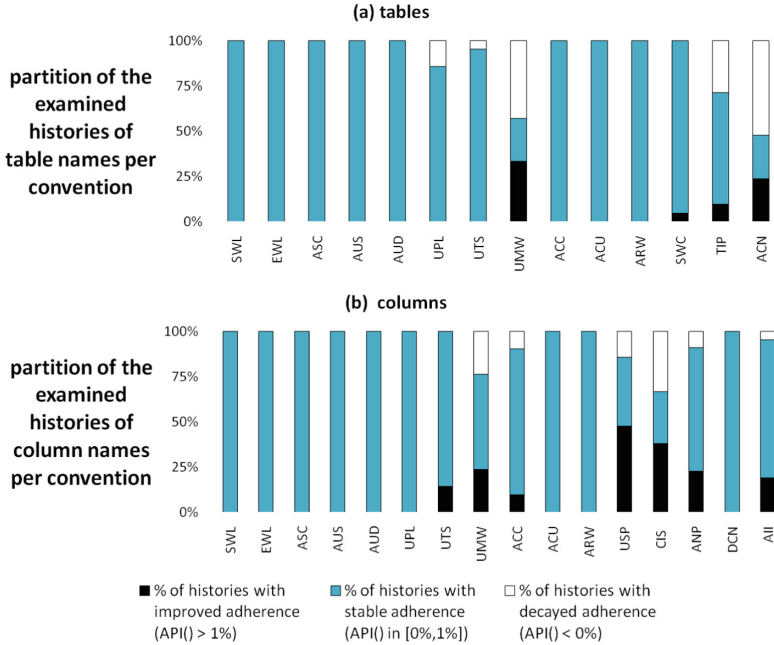 (a) tables
partition of the
examined
histories of
table names per
convention
100%
75%
50%
25%
0%
SWL EWL ASC AUS AUD UPL UTS UMW ACC ACU ARW SWC TIP ACN
(b) columns
partition of the
examined
histories of
column names
per convention
100%
75%
50%
25%
0%
SWL EWL ASC AUS AUD UPL UTS UMW ACC ACU ARW USP CIS ANP DCN AII
% of histories with
improved adherence
(API() > 1%)
% of histories with
stable adherence
(API() in [0%,1%])
% of histories with
decayed adherence
(API() < 0%)